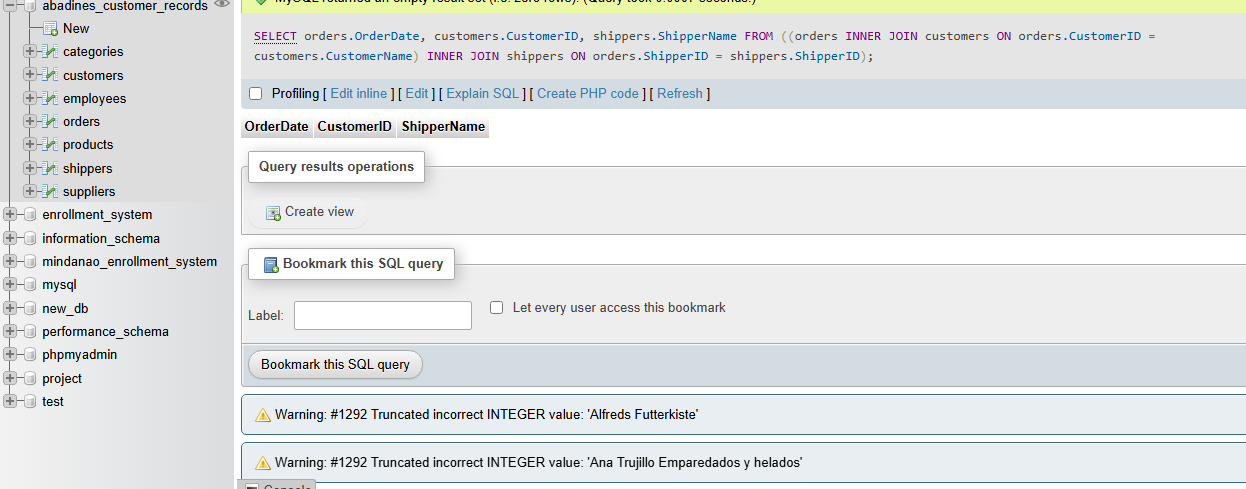 abadines_customer_records
New
categories
customers
employees
orders
products
shippers
suppliers
enrollment_system
information_schema
mindanao_enrollment_system
mysql
new_db
performance_schema
phpmyadmin
project
test
MySQL returned an empty result set (i.e. zero rows). (Query took
seconds.)
SELECT orders.OrderDate, customers.CustomerID, shippers.ShipperName FROM ((orders INNER JOIN customers ON orders.CustomerID =
customers.CustomerName) INNER JOIN shippers ON orders.ShipperID = shippers.ShipperID);
Profiling [ Edit inline ] [ Edit ] [ Explain SQL ] [ Create PHP code ] [ Refresh ]
OrderDate CustomerID ShipperName
Query results operations
Create view
Bookmark this SQL query
Label:
Let every user access this bookmark
Bookmark this SQL query
Warning: #1292 Truncated incorrect INTEGER value: 'Alfreds Futterkiste'
Warning: #1292 Truncated incorrect INTEGER value: 'Ana Trujillo Emparedados y helados'
Console